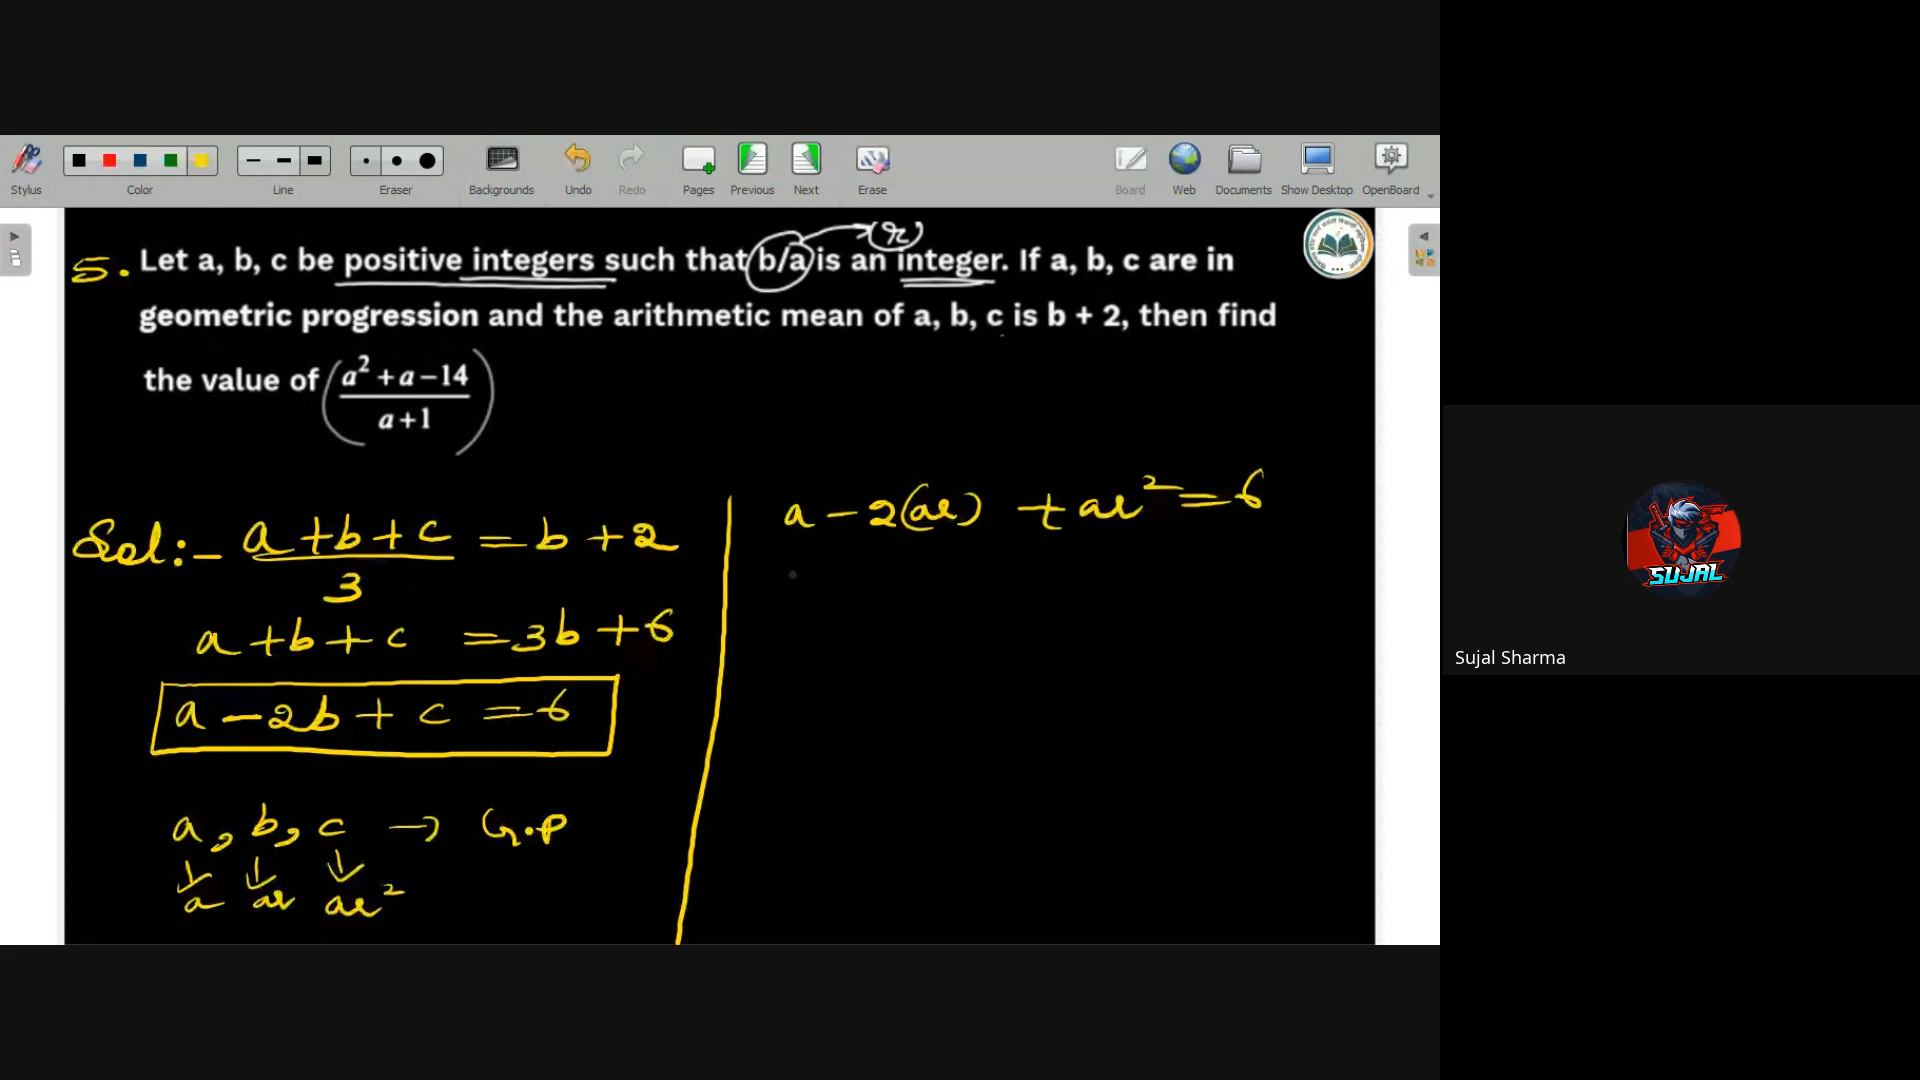 Stylus Color Line Eraser Backgrounds Undo Redo Pages Previous Next Erase Board Web Documents Show Desktop OpenBoard
(r)
5. Let a, b, c be positive integers such that b/a is an integer. If a, b, c are in
geometric progression and the arithmetic mean of a, b, c is b + 2, then find
the value of ( (a² + a − 14) / (a + 1) )
Sol:- (a + b + c) / 3 = b + 2
a + b + c = 3b + 6
a − 2b + c = 6
a, b, c → G.P
a ar ar²
a − 2(ar) + ar² = 6
SUJAL
Sujal Sharma